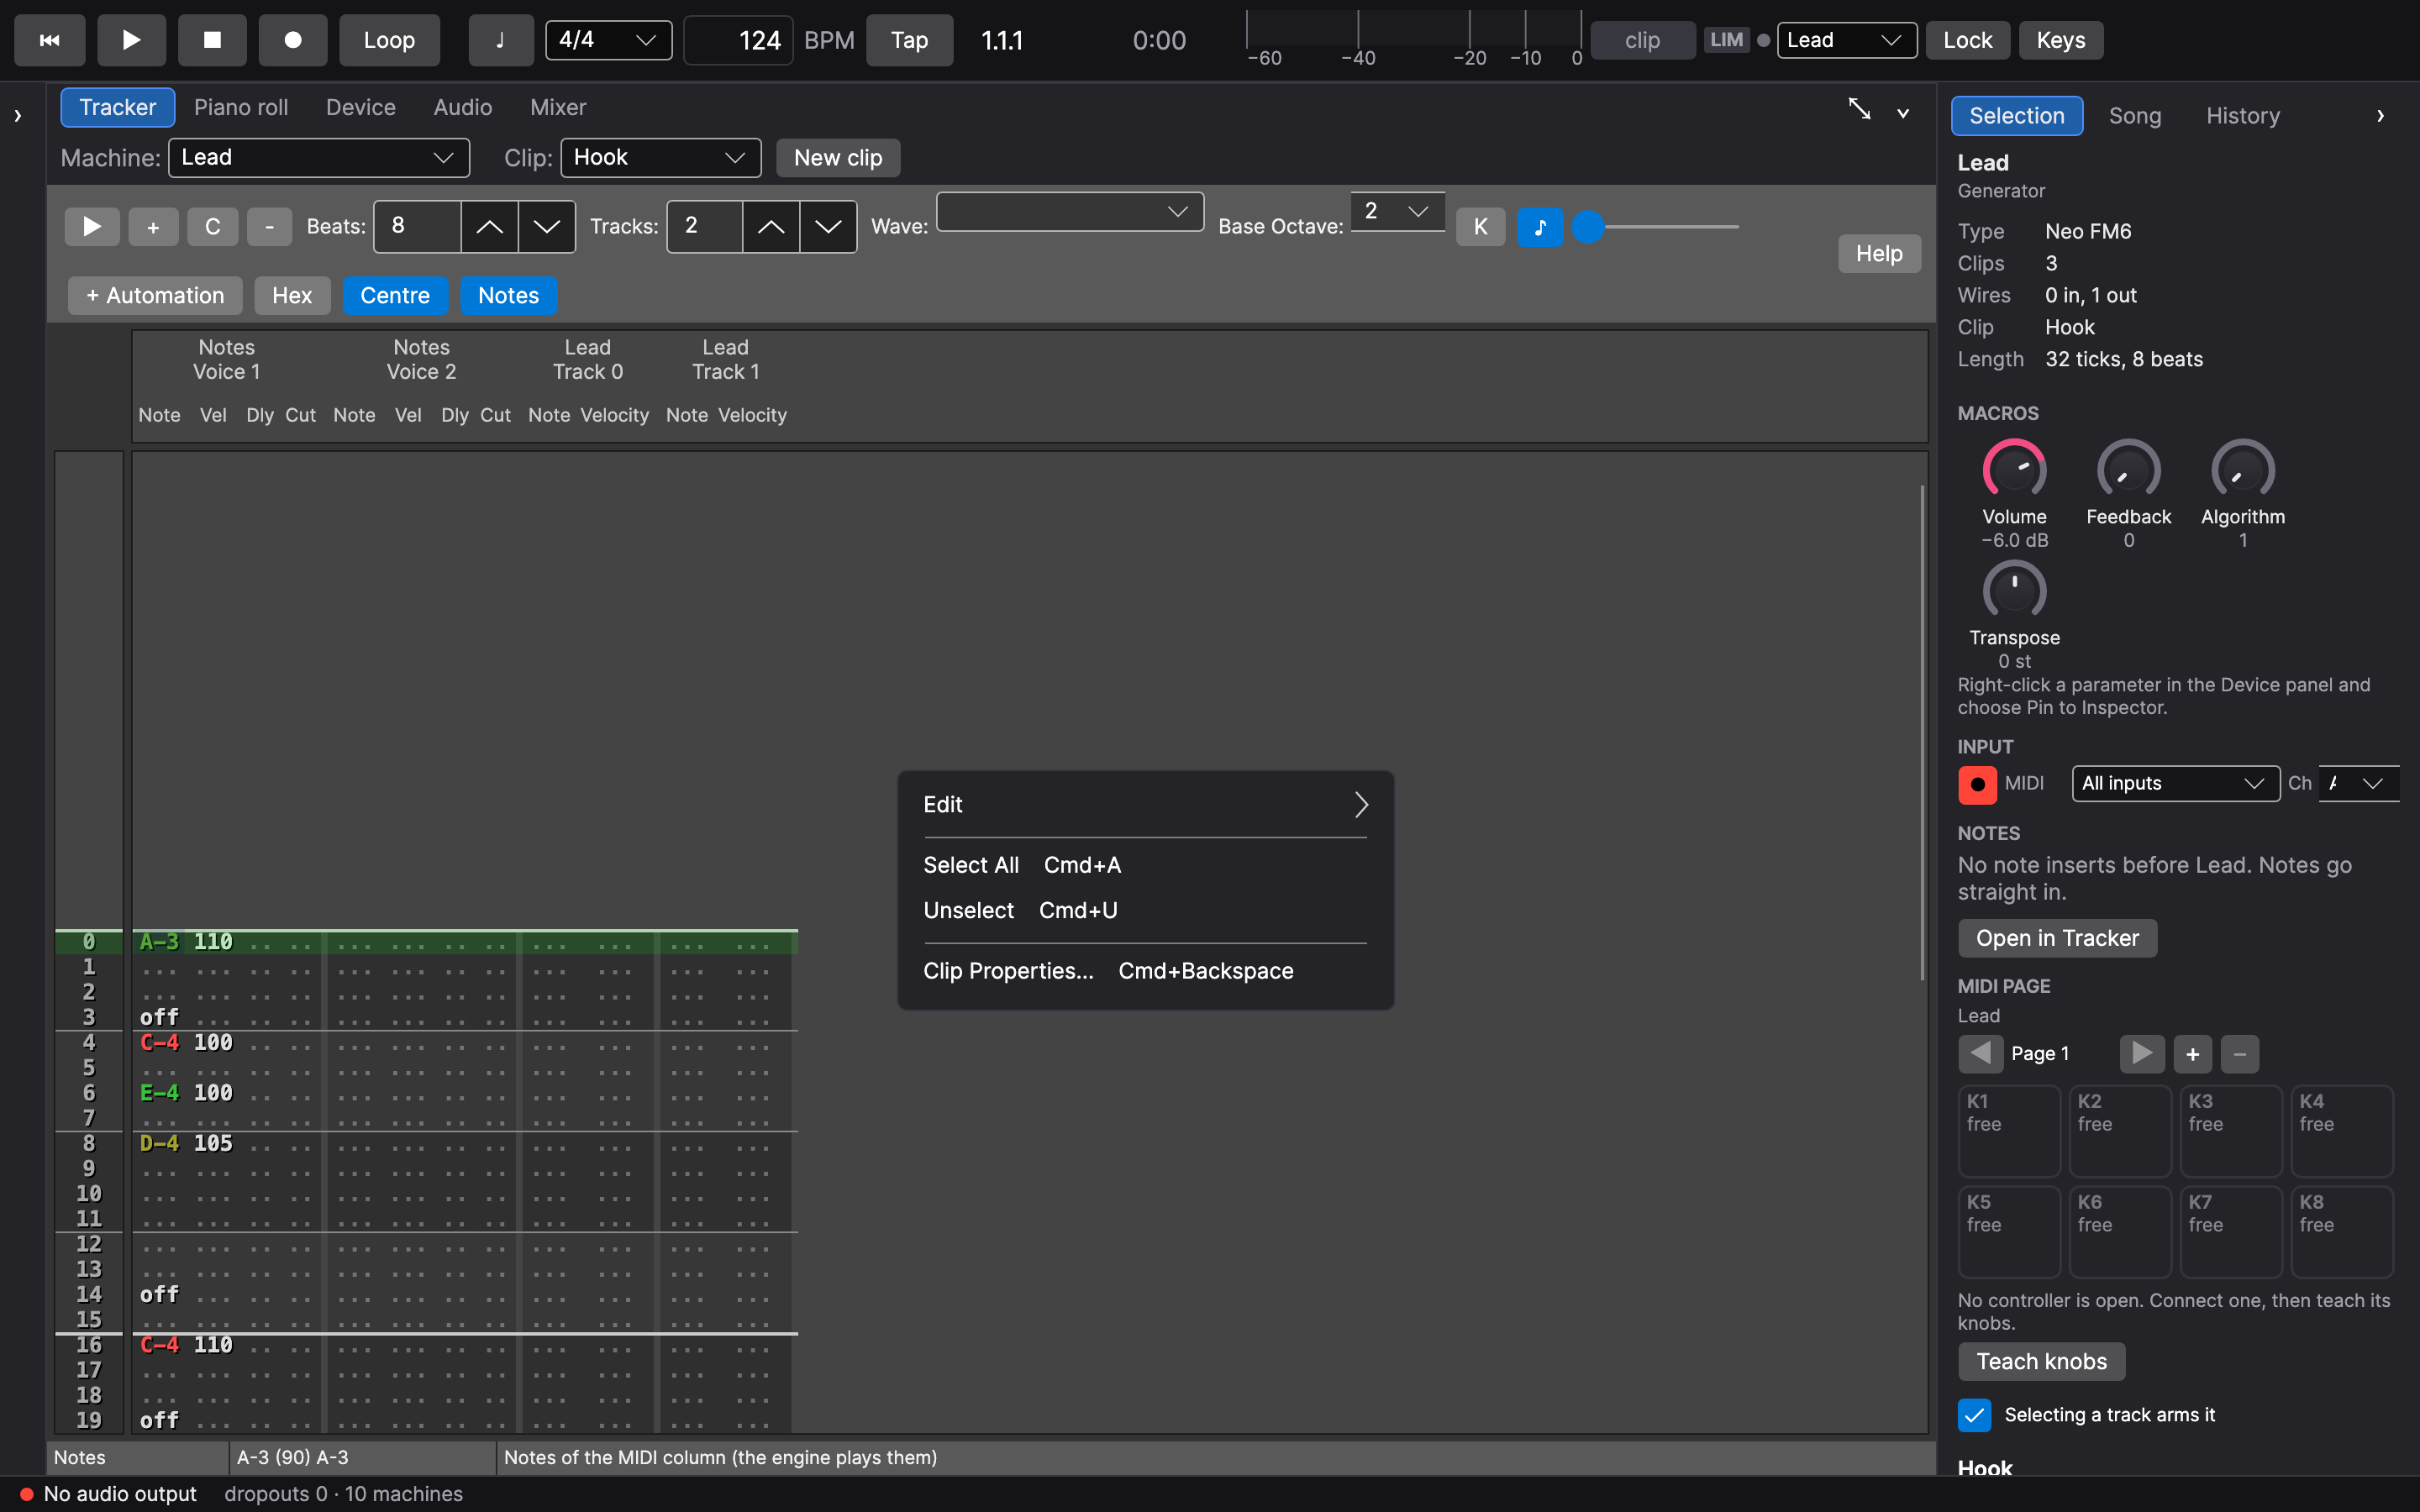 Loop 4/4 124 BPM Tap 1.1.1 0:00 −60 −40 −20 −10 0 clip LIM Lead Lock Keys
Tracker Piano roll Device Audio Mixer
Machine: Lead Clip: Hook New clip
+ C - Beats: 8 Tracks: 2 Wave: Base Octave: 2 K
Help
+ Automation Hex Centre Notes
Notes Notes Lead Lead
Voice 1 Voice 2 Track 0 Track 1
Note Vel Dly Cut Note Vel Dly Cut Note Velocity Note Velocity
Edit
Select All Cmd+A
Unselect Cmd+U
Clip Properties... Cmd+Backspace
0 A-3 110
1
2
3 off
4 C-4 100
5
6 E-4 100
7
8 D-4 105
9
10
11
12
13
14 off
15
16 C-4 110
17
18
19 off
Notes A-3 (90) A-3 Notes of the MIDI column (the engine plays them)
No audio output dropouts 0 · 10 machines
Selection Song History
Lead
Generator
Type Neo FM6
Clips 3
Wires 0 in, 1 out
Clip Hook
Length 32 ticks, 8 beats
MACROS
Volume Feedback Algorithm
−6.0 dB 0 1
Transpose
0 st
Right-click a parameter in the Device panel and
choose Pin to Inspector.
INPUT
MIDI All inputs Ch
NOTES
No note inserts before Lead. Notes go
straight in.
Open in Tracker
MIDI PAGE
Lead
Page 1 + −
K1 K2 K3 K4
free free free free
K5 K6 K7 K8
free free free free
No controller is open. Connect one, then teach its
knobs.
Teach knobs
Selecting a track arms it
Hook